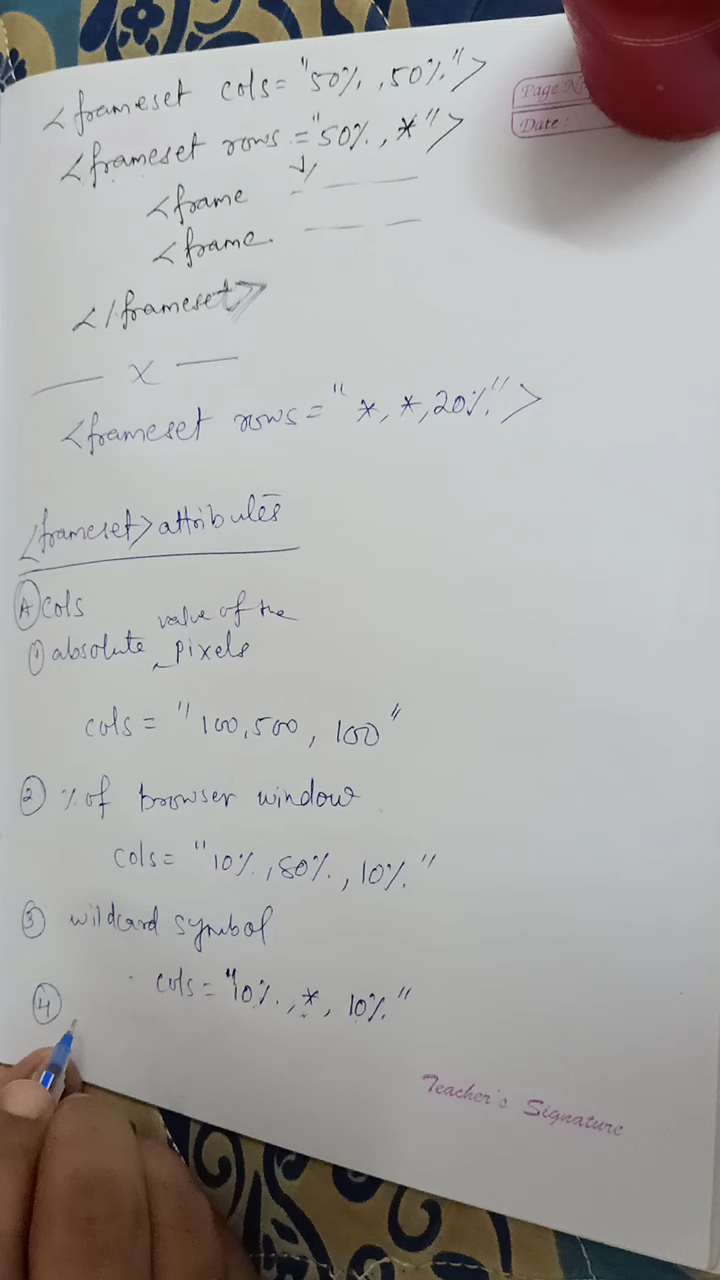 <frameset cols="50%,50%">
Page No
Date:
<frameset rows="50%,*">
<frame
<frame
</frameset>
x
<frameset rows="*,*,20%">
<frameset> attributes
(A) cols
value of the
(1) absolute pixels
cols="100,500,100"
(2) % of browser window
cols="10%,80%,10%"
(3) wildcard symbol
cols="10%,*,10%"
(4)
Teacher's Signature